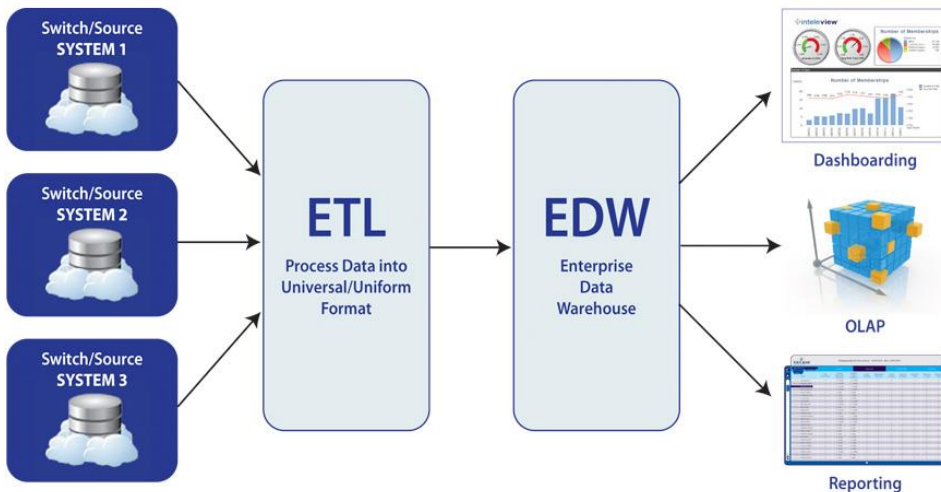 Switch/Source
SYSTEM 1
Switch/Source
SYSTEM 2
Switch/Source
SYSTEM 3
ETL
Process Data into
Universal/Uniform
Format
EDW
Enterprise
Data
Warehouse
inteleview
Number of Memberships
Number of Memberships
Dashboarding
OLAP
Reporting